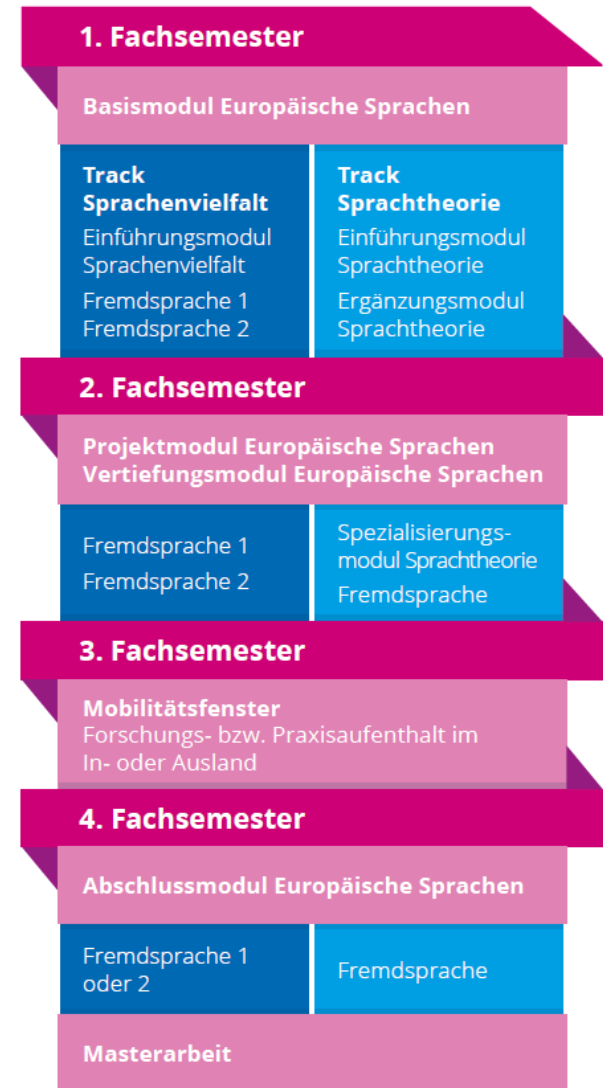 1. Fachsemester
Basismodul Europäische Sprachen
Track
Sprachenvielfalt
Einführungsmodul
Sprachenvielfalt
Fremdsprache 1
Fremdsprache 2
Track
Sprachtheorie
Einführungsmodul
Sprachtheorie
Ergänzungsmodul
Sprachtheorie
2. Fachsemester
Projektmodul Europäische Sprachen
Vertiefungsmodul Europäische Sprachen
Fremdsprache 1
Fremdsprache 2
Spezialisierungs-
modul Sprachtheorie
Fremdsprache
3. Fachsemester
Mobilitätsfenster
Forschungs- bzw. Praxisaufenthalt im
In- oder Ausland
4. Fachsemester
Abschlussmodul Europäische Sprachen
Fremdsprache 1
oder 2
Fremdsprache
Masterarbeit